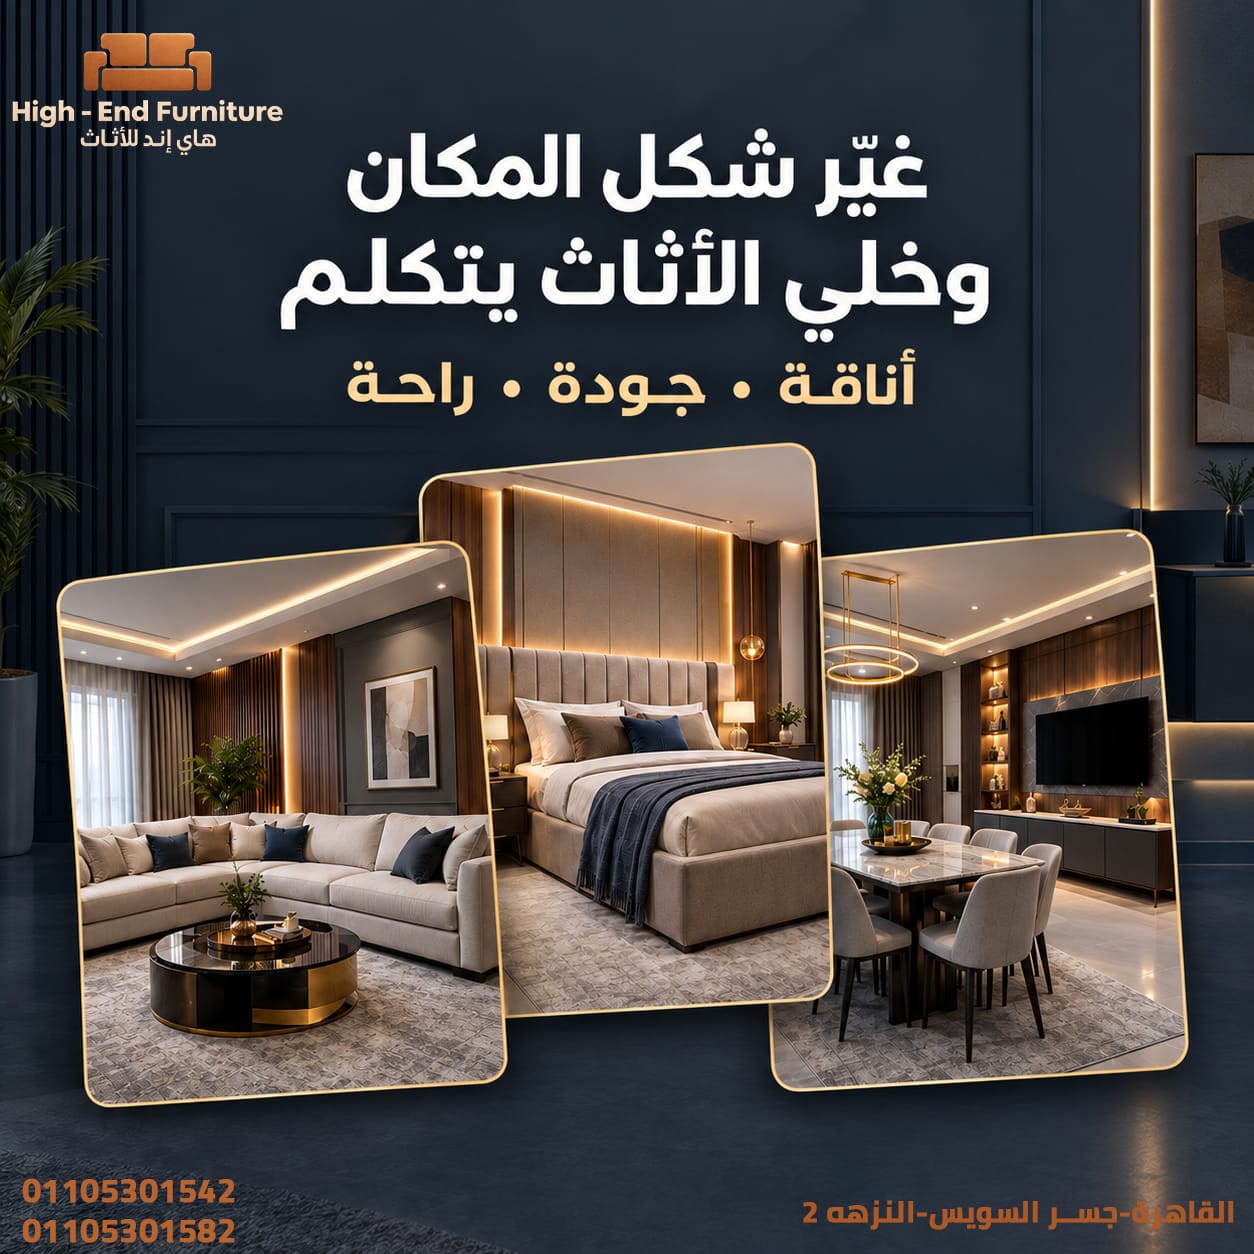 High - End Furniture
هاي إند للأثاث
غيّر شكل المكان
وخلي الأثاث يتكلم
أناقة • جودة • راحة
01105301542
01105301582
القاهرة-جسر السويس-النزهه 2